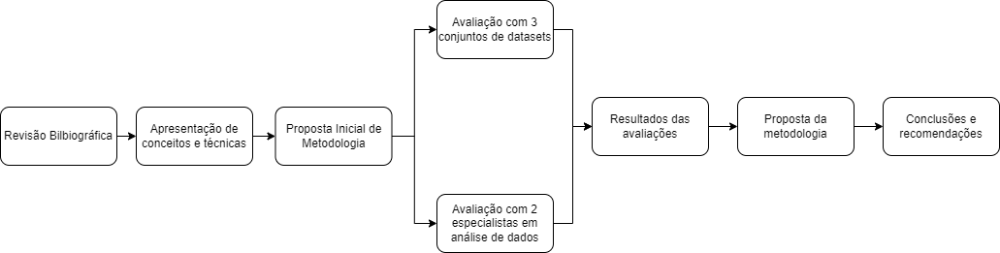 Revisão Bilbiográfica
Apresentação de
conceitos e técnicas
Proposta Inicial de
Metodologia
Avaliação com 3
conjuntos de datasets
Avaliação com 2
especialistas em
análise de dados
Resultados das
avaliações
Proposta da
metodologia
Conclusões e
recomendações